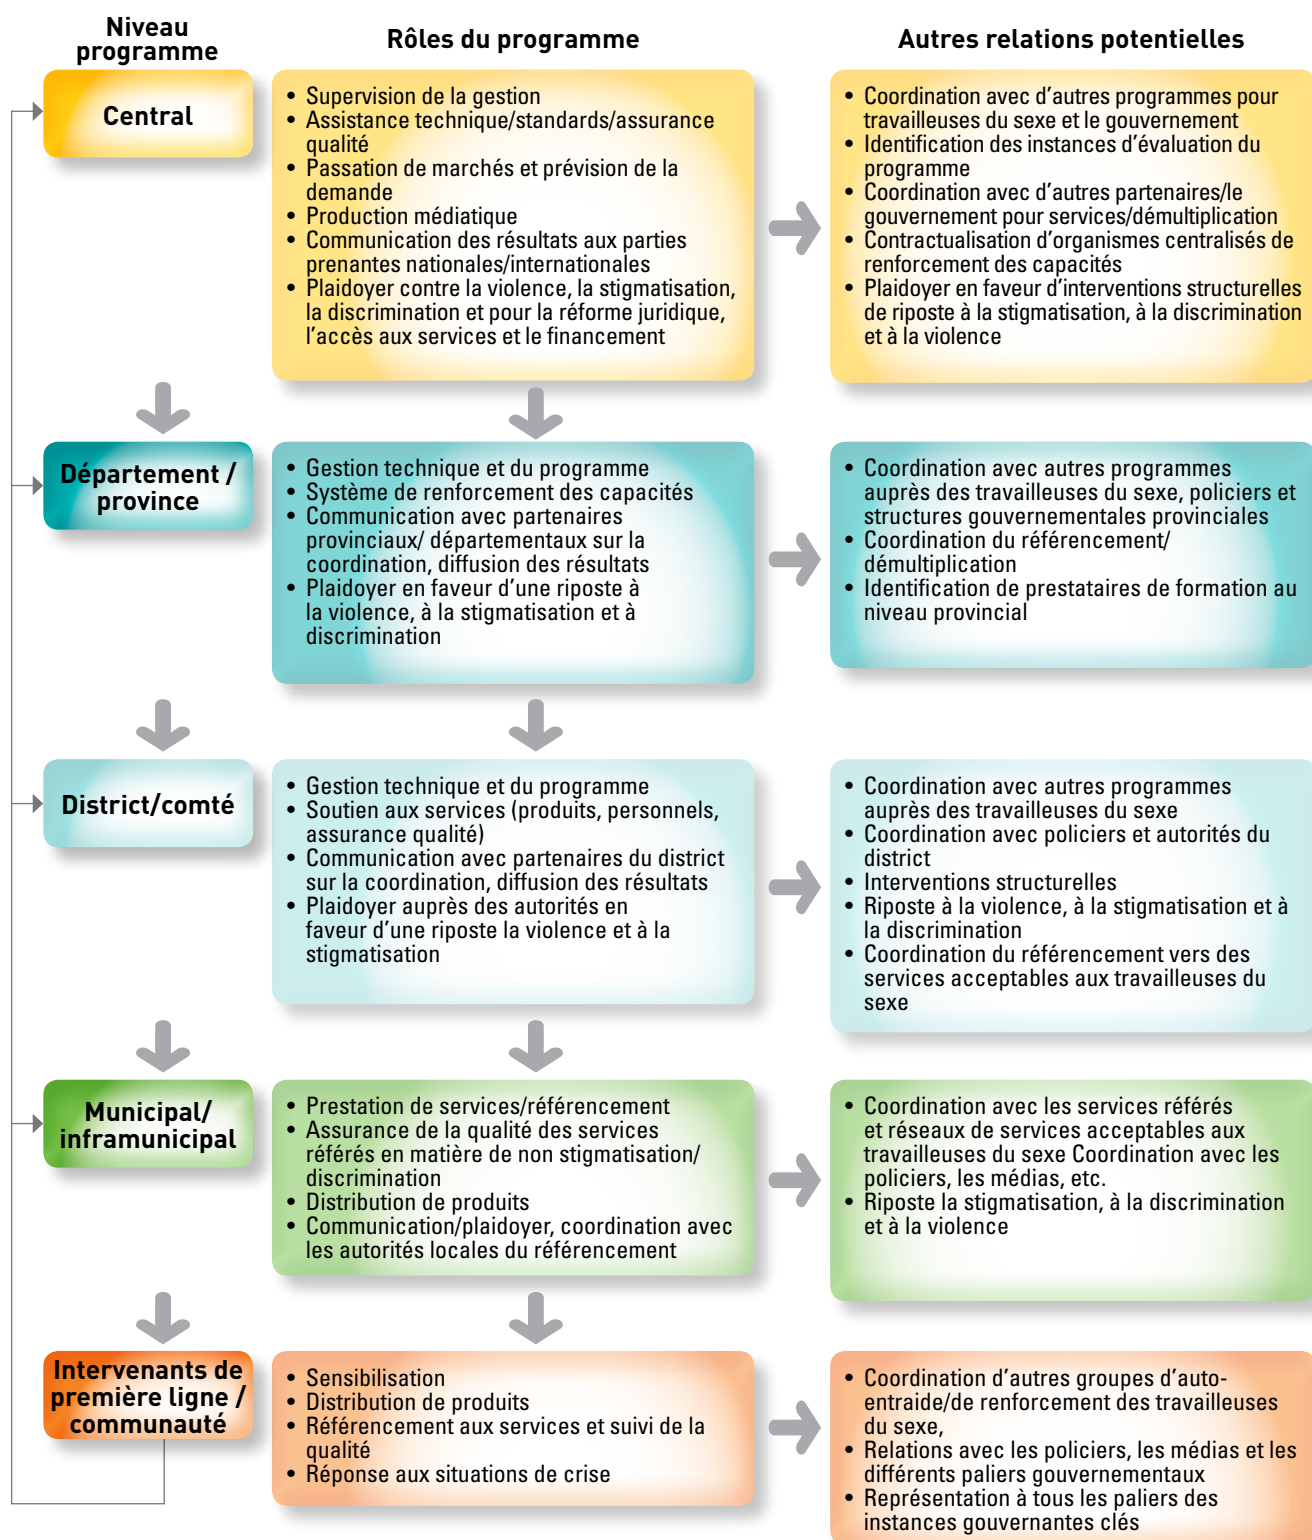 Niveau
programme
Rôles du programme
Autres relations potentielles
Central
• Supervision de la gestion
• Assistance technique/standards/assurance
qualité
• Passation de marchés et prévision de la
demande
• Production médiatique
• Communication des résultats aux parties
prenantes nationales/internationales
• Plaidoyer contre la violence, la stigmatisation,
la discrimination et pour la réforme juridique,
l’accès aux services et le financement
• Coordination avec d’autres programmes pour
travailleuses du sexe et le gouvernement
• Identification des instances d’évaluation du
programme
• Coordination avec d’autres partenaires/le
gouvernement pour services/démultiplication
• Contractualisation d’organismes centralisés de
renforcement des capacités
• Plaidoyer en faveur d’interventions structurelles
de riposte à la stigmatisation, à la discrimination
et à la violence
Département /
province
• Gestion technique et du programme
• Système de renforcement des capacités
• Communication avec partenaires
provinciaux/ départementaux sur la
coordination, diffusion des résultats
• Plaidoyer en faveur d’une riposte à
la violence, à la stigmatisation et à
discrimination
• Coordination avec autres programmes
auprès des travailleuses du sexe, policiers et
structures gouvernementales provinciales
• Coordination du référencement/
démultiplication
• Identification de prestataires de formation au
niveau provincial
District/comté
• Gestion technique et du programme
• Soutien aux services (produits, personnels,
assurance qualité)
• Communication avec partenaires du district
sur la coordination, diffusion des résultats
• Plaidoyer auprès des autorités en
faveur d’une riposte la violence et à la
stigmatisation
• Coordination avec autres programmes
auprès des travailleuses du sexe
• Coordination avec policiers et autorités du
district
• Interventions structurelles
• Riposte à la violence, à la stigmatisation et à
la discrimination
• Coordination du référencement vers des
services acceptables aux travailleuses du
sexe
Municipal/
inframunicipal
• Prestation de services/référencement
• Assurance de la qualité des services
référés en matière de non stigmatisation/
discrimination
• Distribution de produits
• Communication/plaidoyer, coordination avec
les autorités locales du référencement
• Coordination avec les services référés
et réseaux de services acceptables aux
travailleuses du sexe Coordination avec les
policiers, les médias, etc.
• Riposte la stigmatisation, à la discrimination
et à la violence
Intervenants de
première ligne /
communauté
• Sensibilisation
• Distribution de produits
• Référencement aux services et suivi de la
qualité
• Réponse aux situations de crise
• Coordination d’autres groupes d’auto-
entraide/de renforcement des travailleuses
du sexe,
• Relations avec les policiers, les médias et les
différents paliers gouvernementaux
• Représentation à tous les paliers des
instances gouvernantes clés